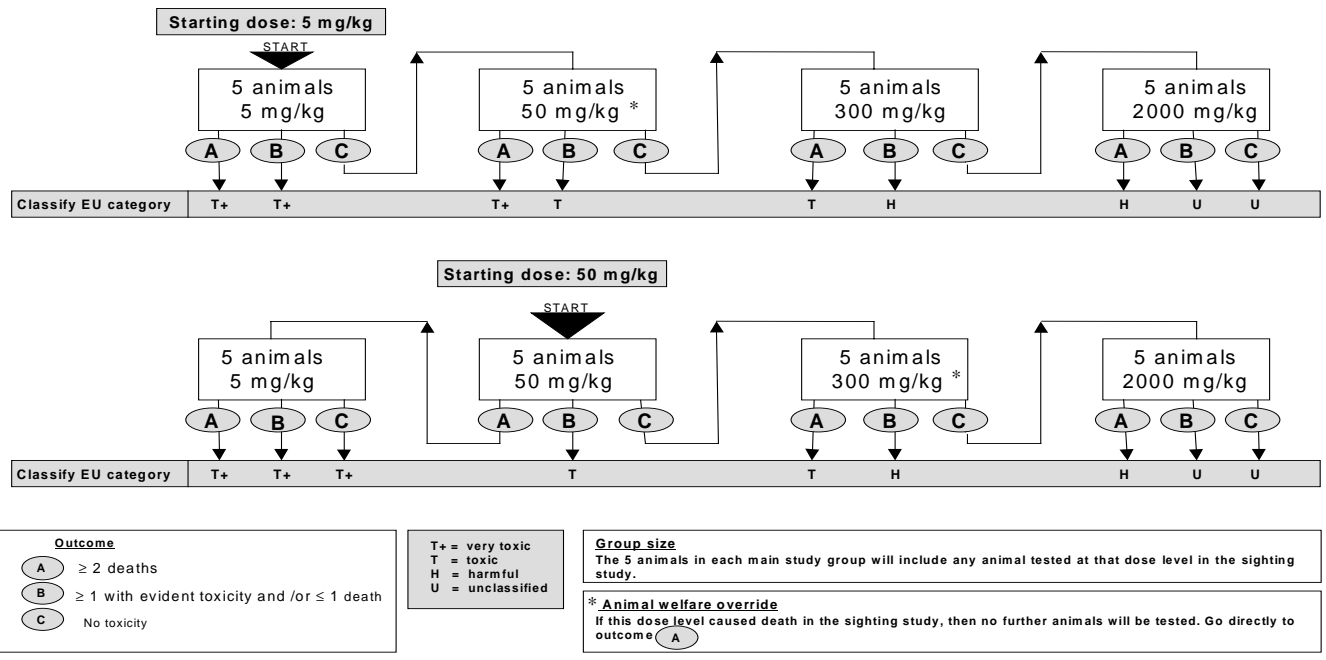 Starting dose: 5 mg/kg
START
5 animals
5 mg/kg
5 animals
50 mg/kg *
5 animals
300 mg/kg
5 animals
2000 mg/kg
A B C A B C A B C A B C
Classify EU category T+ T+ T+ T T H H U U
Starting dose: 50 mg/kg
START
5 animals
5 mg/kg
5 animals
50 mg/kg
5 animals
300 mg/kg *
5 animals
2000 mg/kg
A B C A B C A B C A B C
Classify EU category T+ T+ T+ T T H H U U
Outcome
A ≥ 2 deaths
B ≥ 1 with evident toxicity and /or ≤ 1 death
C No toxicity
T+ = very toxic
T = toxic
H = harmful
U = unclassified
Group size
The 5 animals in each main study group will include any animal tested at that dose level in the sighting
study.
* Animal welfare override
If this dose level caused death in the sighting study, then no further animals will be tested. Go directly to
outcome A